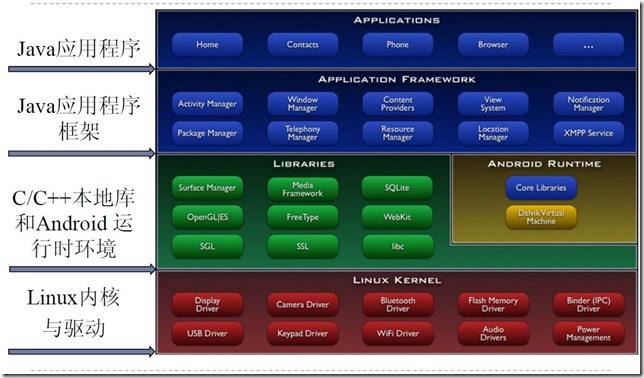 APPLICATIONS
Java应用程序
Home
Contacts
Phone
Browser
...
APPLICATION FRAMEWORK
Java应用程序
框架
Activity Manager
Window
Manager
Content
Providers
View
System
Notification
Manager
Package Manager
Telephony
Manager
Resource
Manager
Location
Manager
XMPP Service
LIBRARIES
C/C++本地库
和Android 运
行时环境
Surface Manager
Media
Framework
SQLite
OpenGL|ES
FreeType
WebKit
SGL
SSL
libc
ANDROID RUNTIME
Core Libraries
Dalvik Virtual
Machine
LINUX KERNEL
Linux内核
与驱动
Display
Driver
Camera Driver
Bluetooth
Driver
Flash Memory
Driver
Binder (IPC)
Driver
USB Driver
Keypad Driver
WiFi Driver
Audio
Drivers
Power
Management